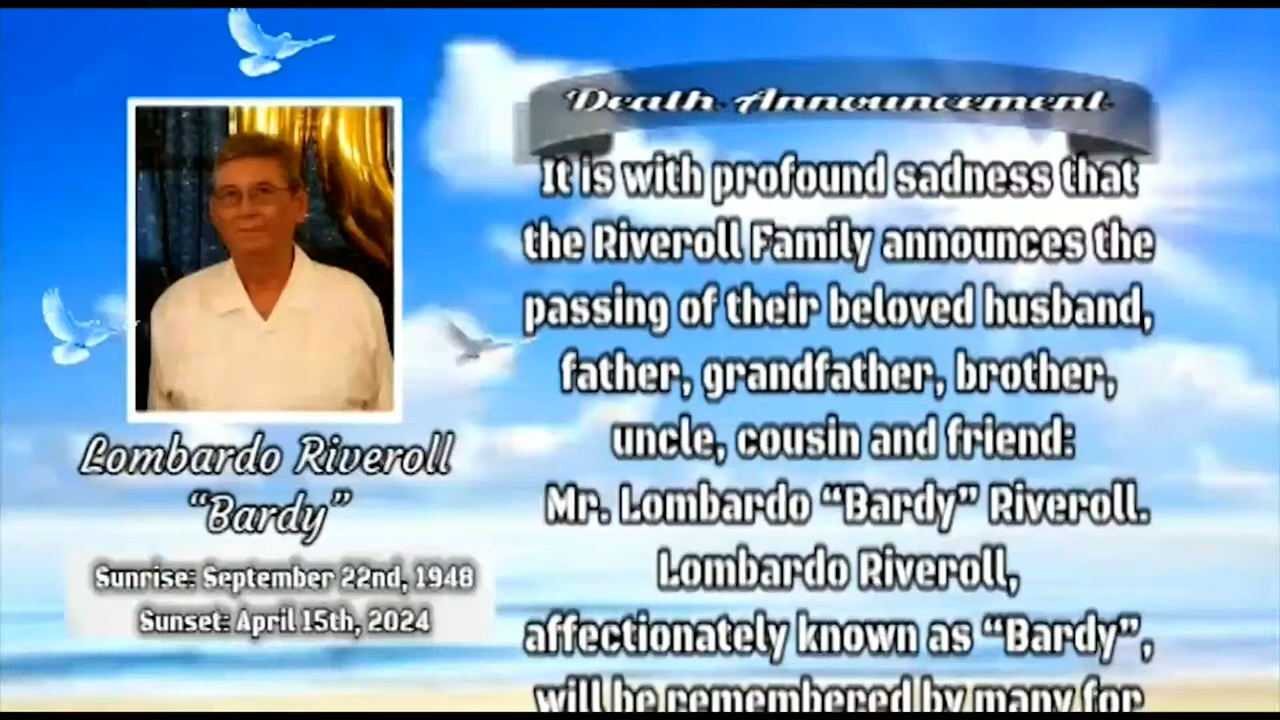 Death Announcement
It is with profound sadness that
the Riveroll Family announces the
passing of their beloved husband,
father, grandfather, brother,
uncle, cousin and friend:
Mr. Lombardo “Bardy” Riveroll.
Lombardo Riveroll,
affectionately known as “Bardy”,
will be remembered by many for
Lombardo Riveroll
“Bardy”
Sunrise: September 22nd, 1948
Sunset: April 15th, 2024